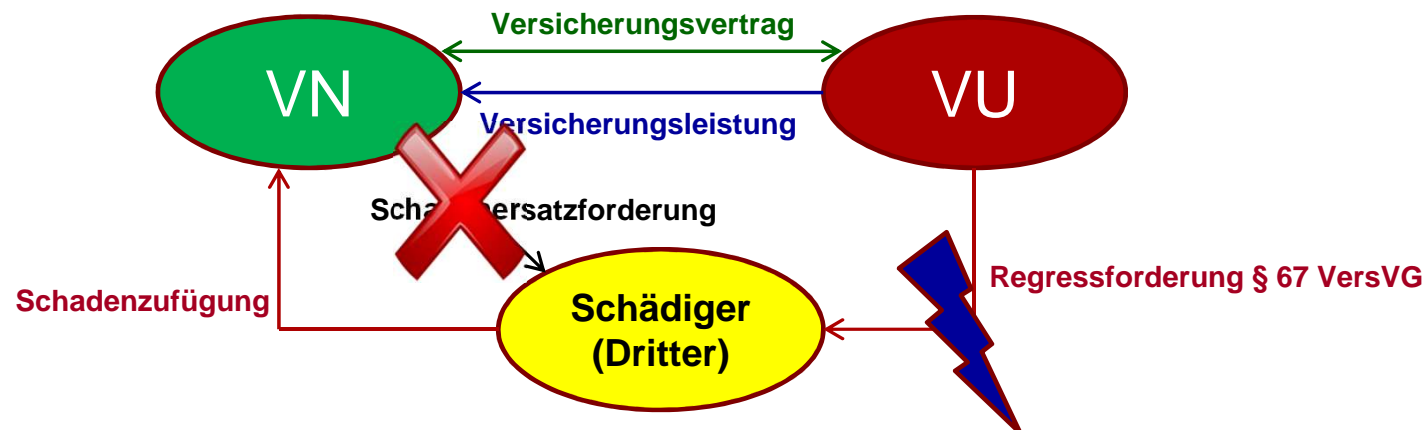 Versicherungsvertrag
VN
VU
Versicherungsleistung
Regressforderung § 67 VersVG
Schadenzufügung
Schädiger
(Dritter)